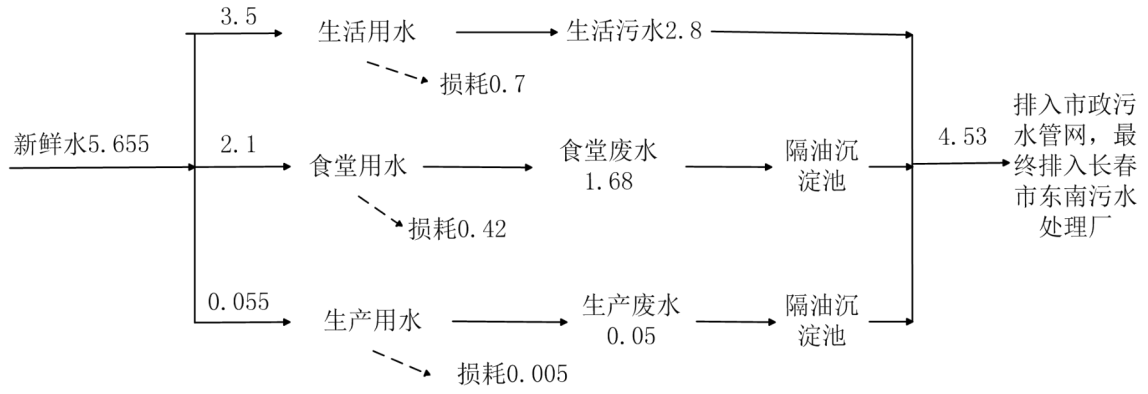 3.5
生活用水
生活污水2.8
损耗0.7
新鲜水5.655
2.1
食堂用水
食堂废水
1.68
隔油沉
淀池
4.53
排入市政污
水管网，最
终排入长春
市东南污水
处理厂
损耗0.42
0.055
生产用水
生产废水
0.05
隔油沉
淀池
损耗0.005